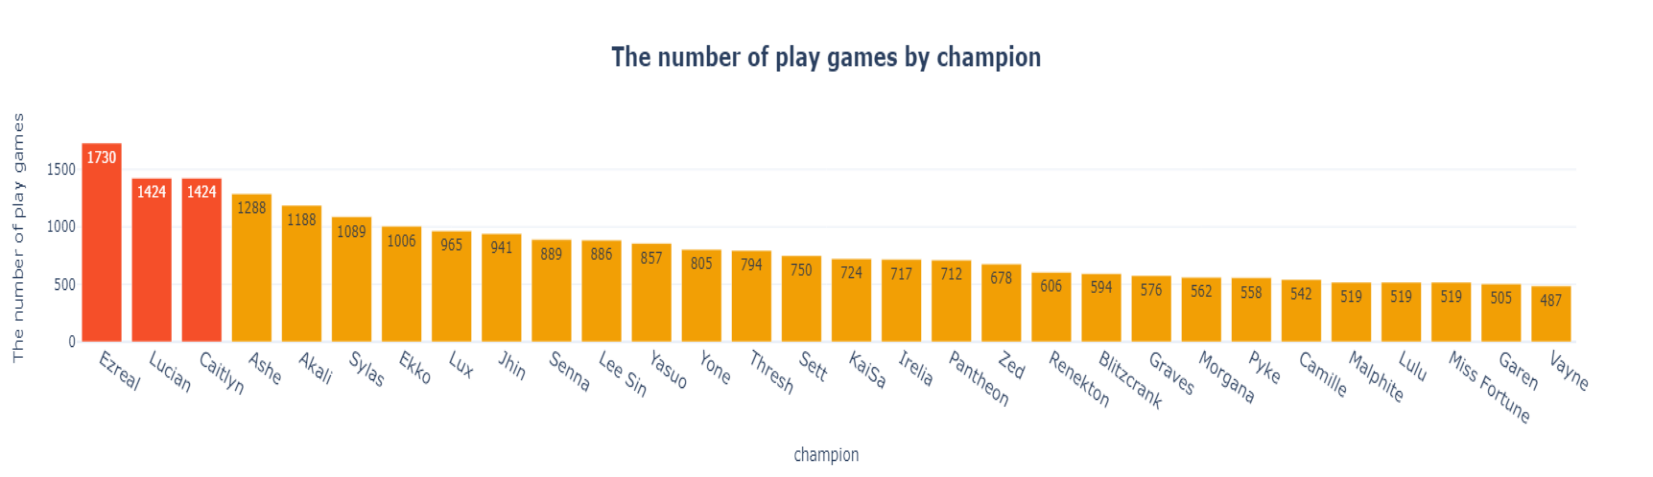 The number of play games by champion
The number of play games
1500
1000
500
0
1730
1424
1424
1288
1188
1089
1006
965
941
889
886
857
805
794
750
724
717
712
678
606
594
576
562
558
542
519
519
519
505
487
Ezreal
Lucian
Caitlyn
Ashe
Akali
Sylas
Ekko
Lux
Jhin
Senna
Lee Sin
Yasuo
Yone
Thresh
Sett
KaiSa
Irelia
Pantheon
Zed
Renekton
Blitzcrank
Graves
Morgana
Pyke
Camille
Malphite
Lulu
Miss Fortune
Garen
Vayne
champion